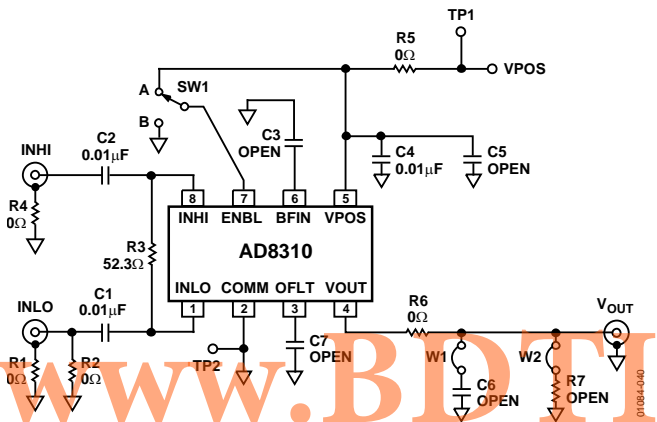 TP1
R5
0Ω
VPOS
A
SW1
B
C3
OPEN
C2
0.01μF
INHI
C4
0.01μF
C5
OPEN
R4
0Ω
8 7 6 5
INHI ENBL BFIN VPOS
R3
52.3Ω
AD8310
INLO COMM OFLT VOUT
1 2 3 4
INLO
C1
0.01μF
R6
0Ω
VOUT
R1
0Ω
R2
0Ω
TP2
C7
OPEN
W1
W2
C6
OPEN
R7
OPEN
01084-040
www.BDTI